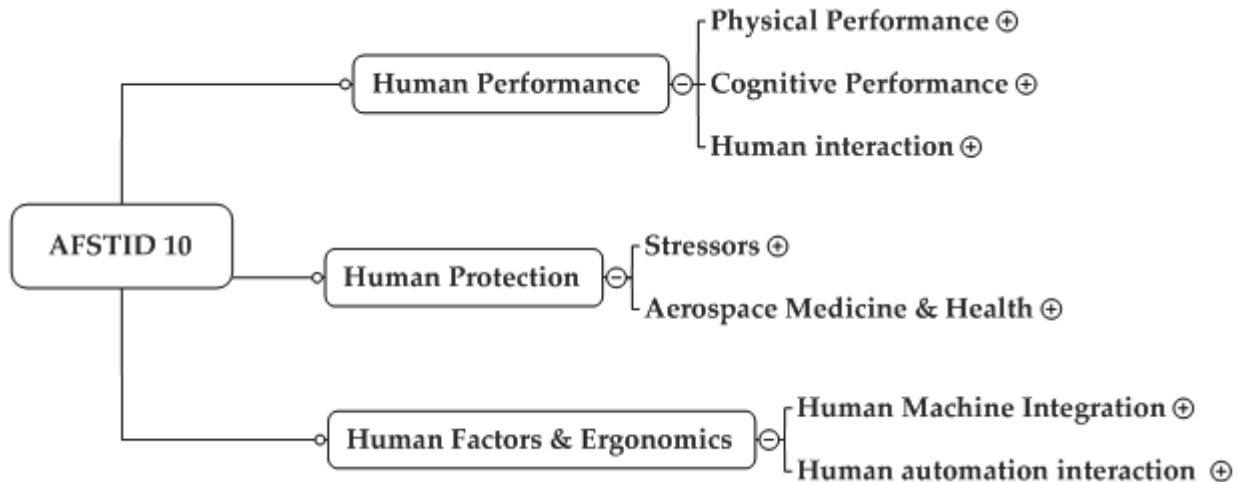 Physical Performance
Human Performance
Cognitive Performance
Human interaction
AFSTID 10
Stressors
Human Protection
Aerospace Medicine & Health
Human Machine Integration
Human Factors & Ergonomics
Human automation interaction